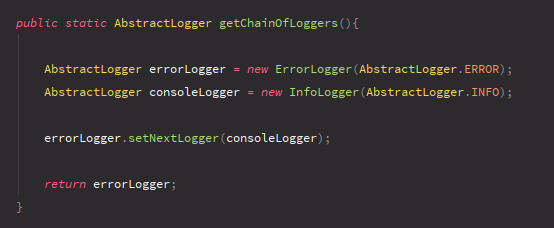 public static AbstractLogger getChainOfLoggers(){
AbstractLogger errorLogger = new ErrorLogger(AbstractLogger.ERROR);
AbstractLogger consoleLogger = new InfoLogger(AbstractLogger.INFO);
errorLogger.setNextLogger(consoleLogger);
return errorLogger;
}